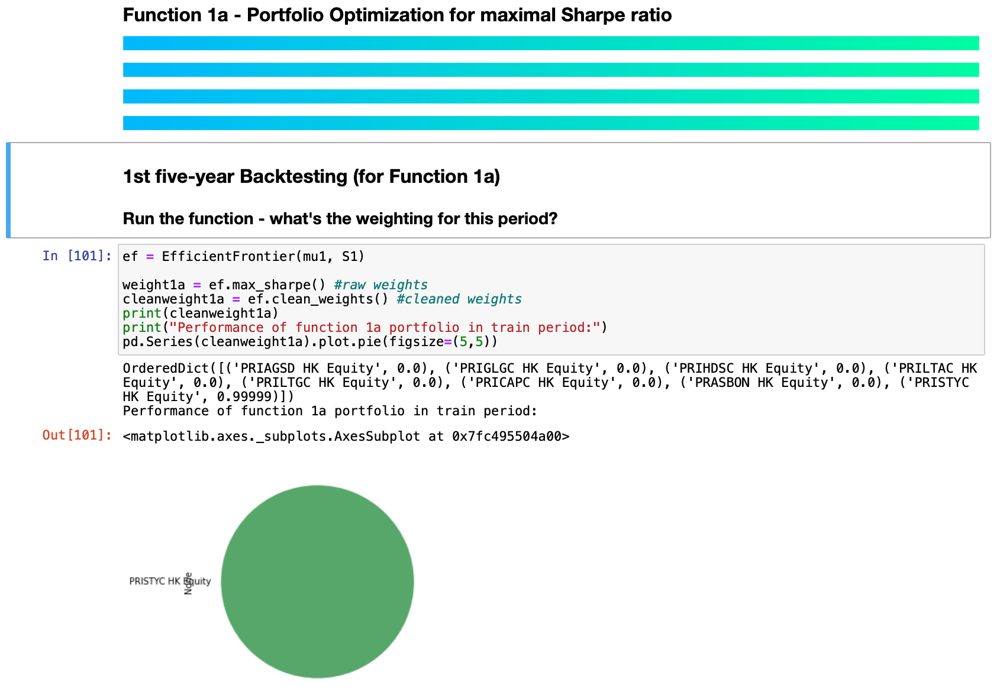 Function 1a - Portfolio Optimization for maximal Sharpe ratio
1st five-year Backtesting (for Function 1a)
Run the function - what's the weighting for this period?
In [101]:
ef = EfficientFrontier(mu1, S1)
weight1a = ef.max_sharpe() #raw weights
cleanweight1a = ef.clean_weights() #cleaned weights
print(cleanweight1a)
print("Performance of function 1a portfolio in train period:")
pd.Series(cleanweight1a).plot.pie(figsize=(5,5))
OrderedDict([('PRIAGSD HK Equity', 0.0), ('PRIGLGC HK Equity', 0.0), ('PRIHDSC HK Equity', 0.0), ('PRILTAC HK
Equity', 0.0), ('PRILTGC HK Equity', 0.0), ('PRICAPC HK Equity', 0.0), ('PRASBON HK Equity', 0.0), ('PRISTYC
HK Equity', 0.99999)])
Performance of function 1a portfolio in train period:
Out[101]: <matplotlib.axes._subplots.AxesSubplot at 0x7fc495504a00>
PRISTYC HK Equity
None